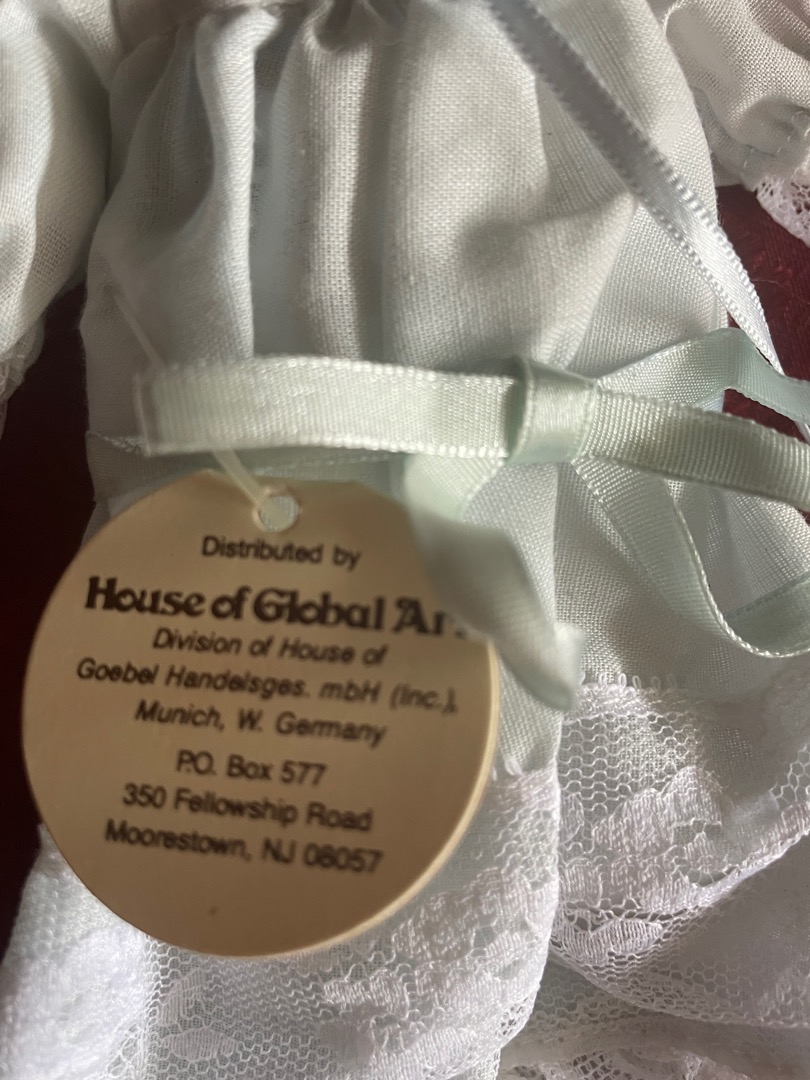 Distributed by
House of Global Ar
Division of House of
Goebel Handelsges. mbH (Inc.),
Munich, W. Germany
P.O. Box 577
350 Fellowship Road
Moorestown, NJ 08057